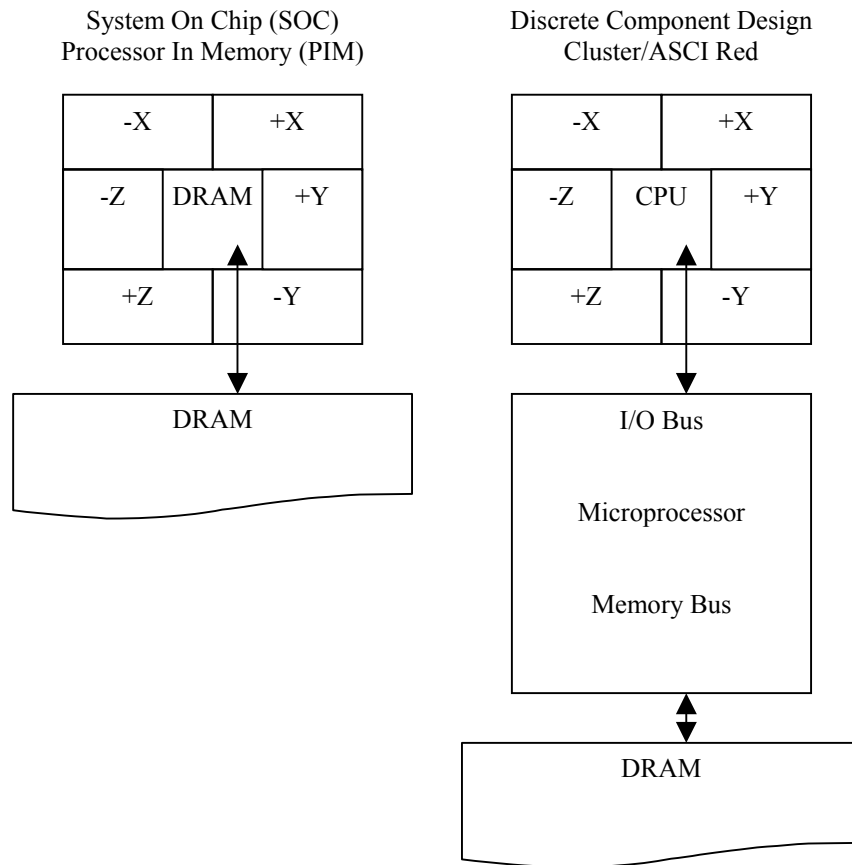 System On Chip (SOC)
Processor In Memory (PIM)
-X +X
-Z DRAM +Y
+Z -Y
DRAM
Discrete Component Design
Cluster/ASCI Red
-X +X
-Z CPU +Y
+Z -Y
I/O Bus
Microprocessor
Memory Bus
DRAM